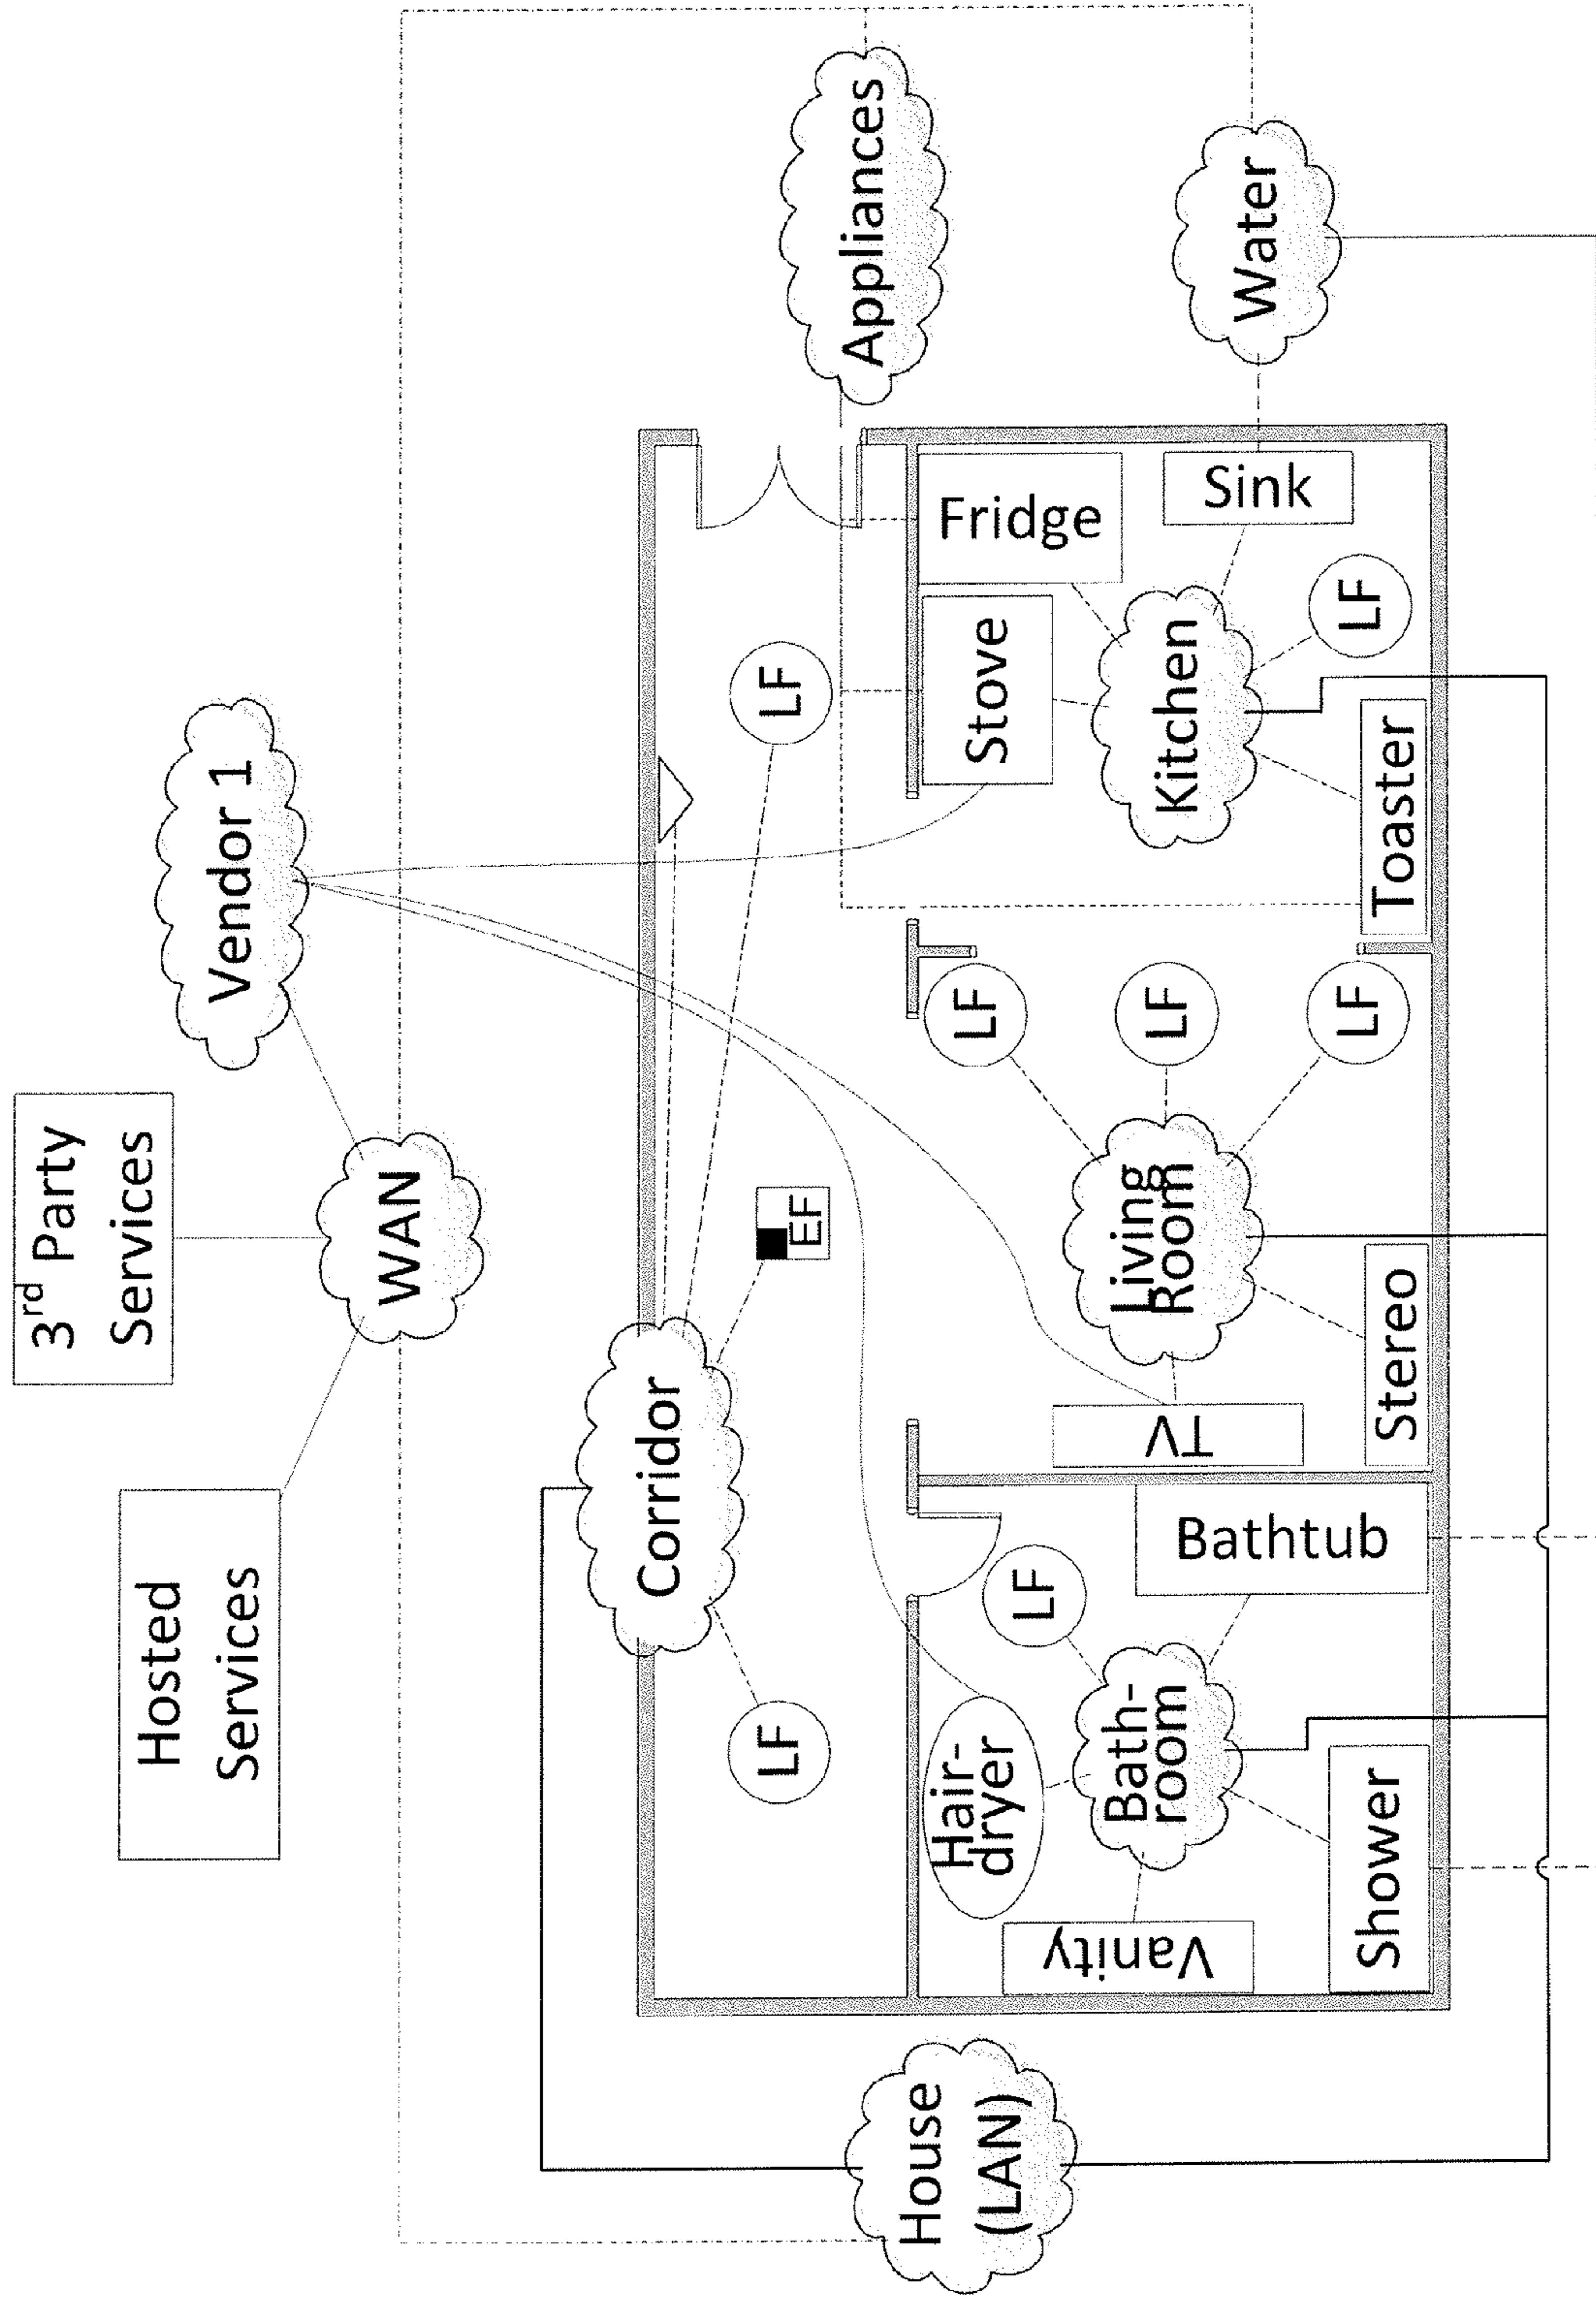 3rd Party
Services
Hosted
Services
Vendor 1
WAN
Corridor
LF
EF
LF
Appliances
House
(LAN)
Hair-
dryer
LF
LF
Stove
Fridge
Vanity
Bath-
room
TV
Living
Room
LF
Kitchen
Sink
Water
Bathtub
Shower
Stereo
LF
Toaster
LF